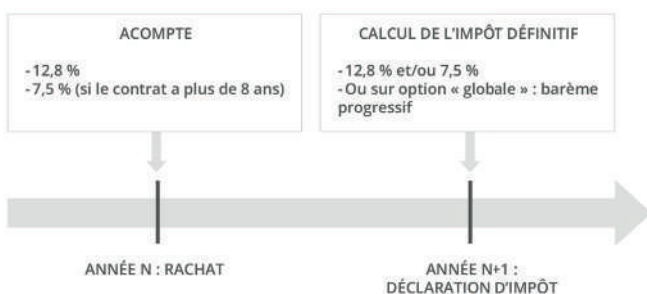 ACOMPTE
-12,8 %
-7,5 % (si le contrat a plus de 8 ans)
CALCUL DE L'IMPÔT DÉFINITIF
-12,8 % et/ou 7,5 %
-Ou sur option « globale » : barème
progressif
ANNÉE N : RACHAT
ANNÉE N+1 :
DÉCLARATION D'IMPÔT